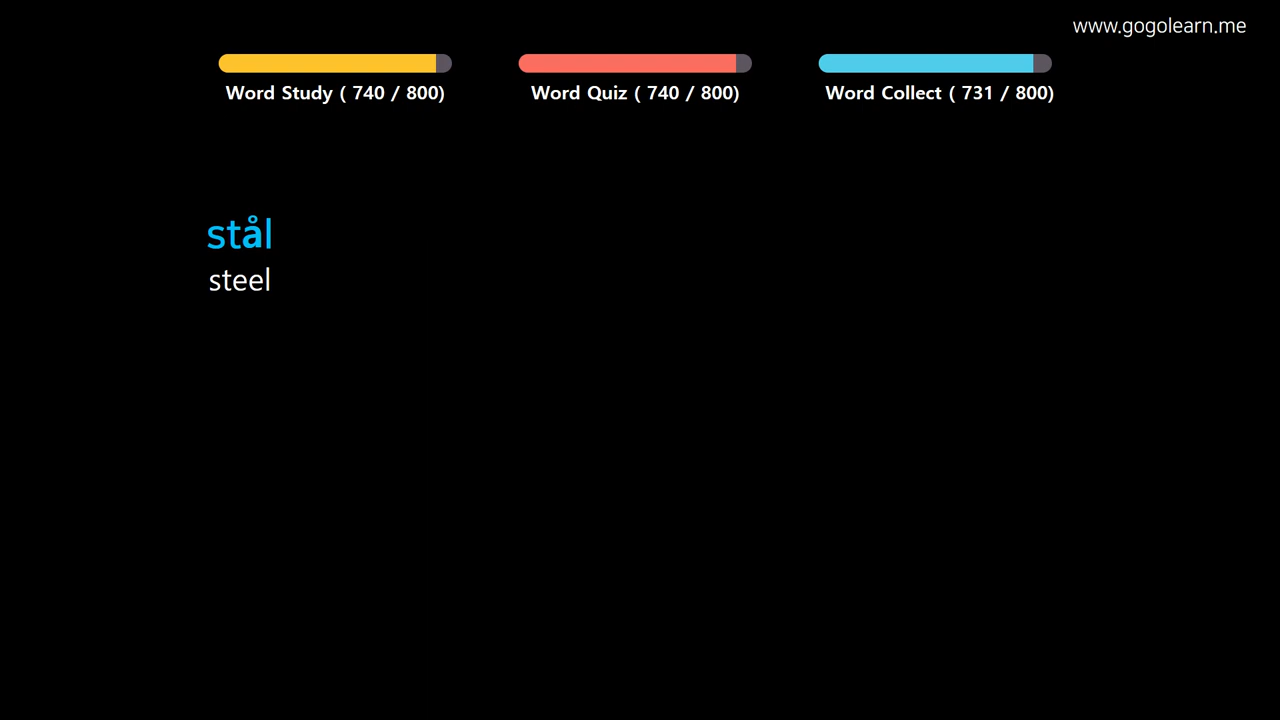 www.gogolearn.me
Word Study ( 740 / 800)
Word Quiz ( 740 / 800)
Word Collect ( 731 / 800)
stål
steel